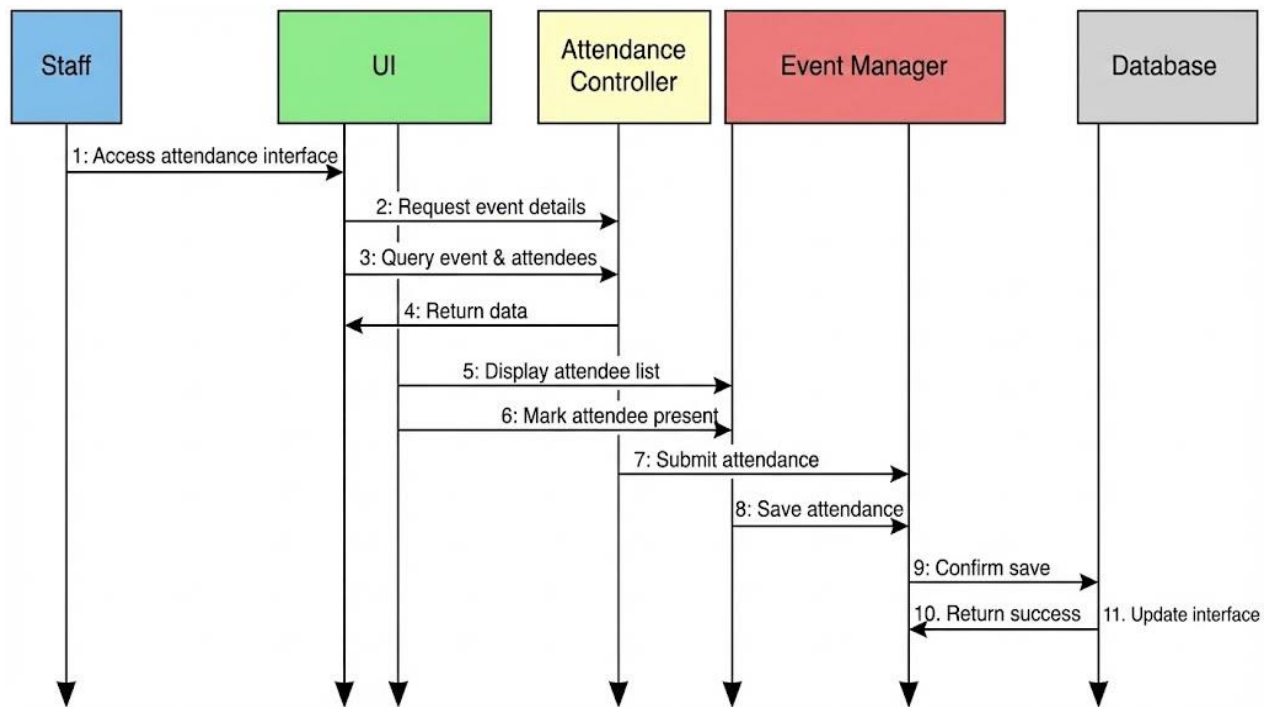 Staff
UI
Attendance
Controller
Event Manager
Database
1: Access attendance interface
2: Request event details
3: Query event & attendees
4: Return data
5: Display attendee list
6: Mark attendee present
7: Submit attendance
8: Save attendance
9: Confirm save
10. Return success
11. Update interface